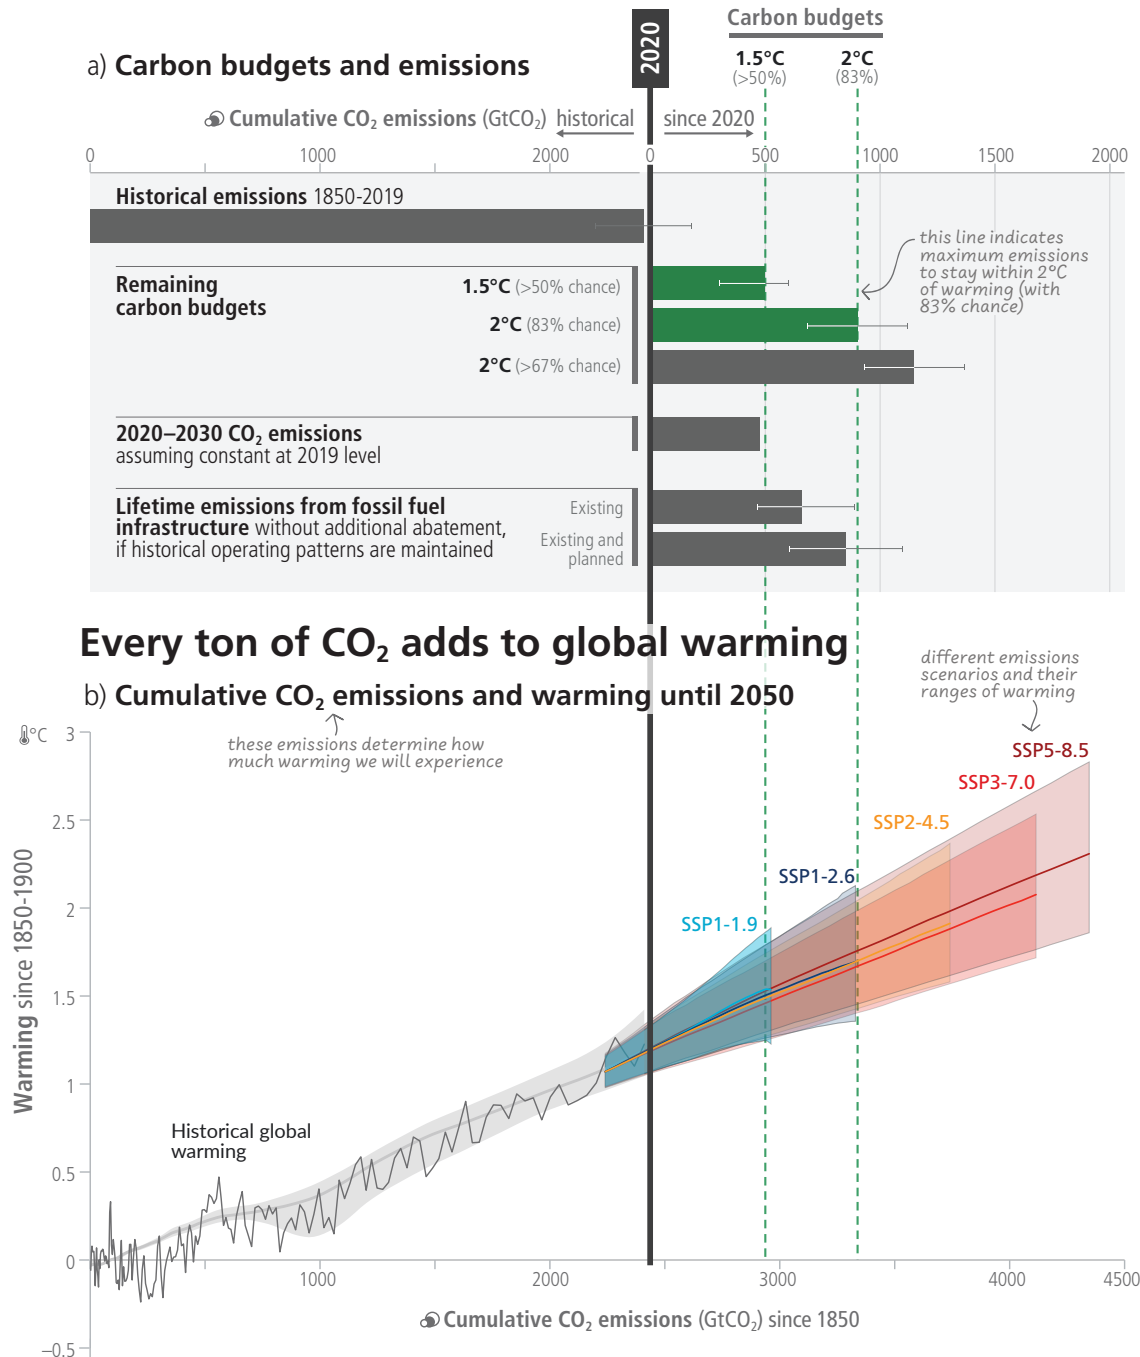 2020
Carbon budgets
1.5°C
(>50%)
2°C
(83%)
a) Carbon budgets and emissions
Cumulative CO₂ emissions (GtCO₂) historical since 2020
0 1000 2000 0 500 1000 1500 2000
Historical emissions 1850-2019
this line indicates
maximum emissions
to stay within 2°C
of warming (with
83% chance)
Remaining
carbon budgets
1.5°C (>50% chance)
2°C (83% chance)
2°C (>67% chance)
2020–2030 CO₂ emissions
assuming constant at 2019 level
Lifetime emissions from fossil fuel
infrastructure without additional abatement,
if historical operating patterns are maintained
Existing
Existing and
planned
Every ton of CO₂ adds to global warming
b) Cumulative CO₂ emissions and warming until 2050
these emissions determine how
much warming we will experience
different emissions
scenarios and their
ranges of warming
°C
3
2.5
2
1.5
1
0.5
0
−0.5
Warming since 1850-1900
SSP5-8.5
SSP3-7.0
SSP2-4.5
SSP1-2.6
SSP1-1.9
Historical global
warming
1000 2000 3000 4000 4500
Cumulative CO₂ emissions (GtCO₂) since 1850